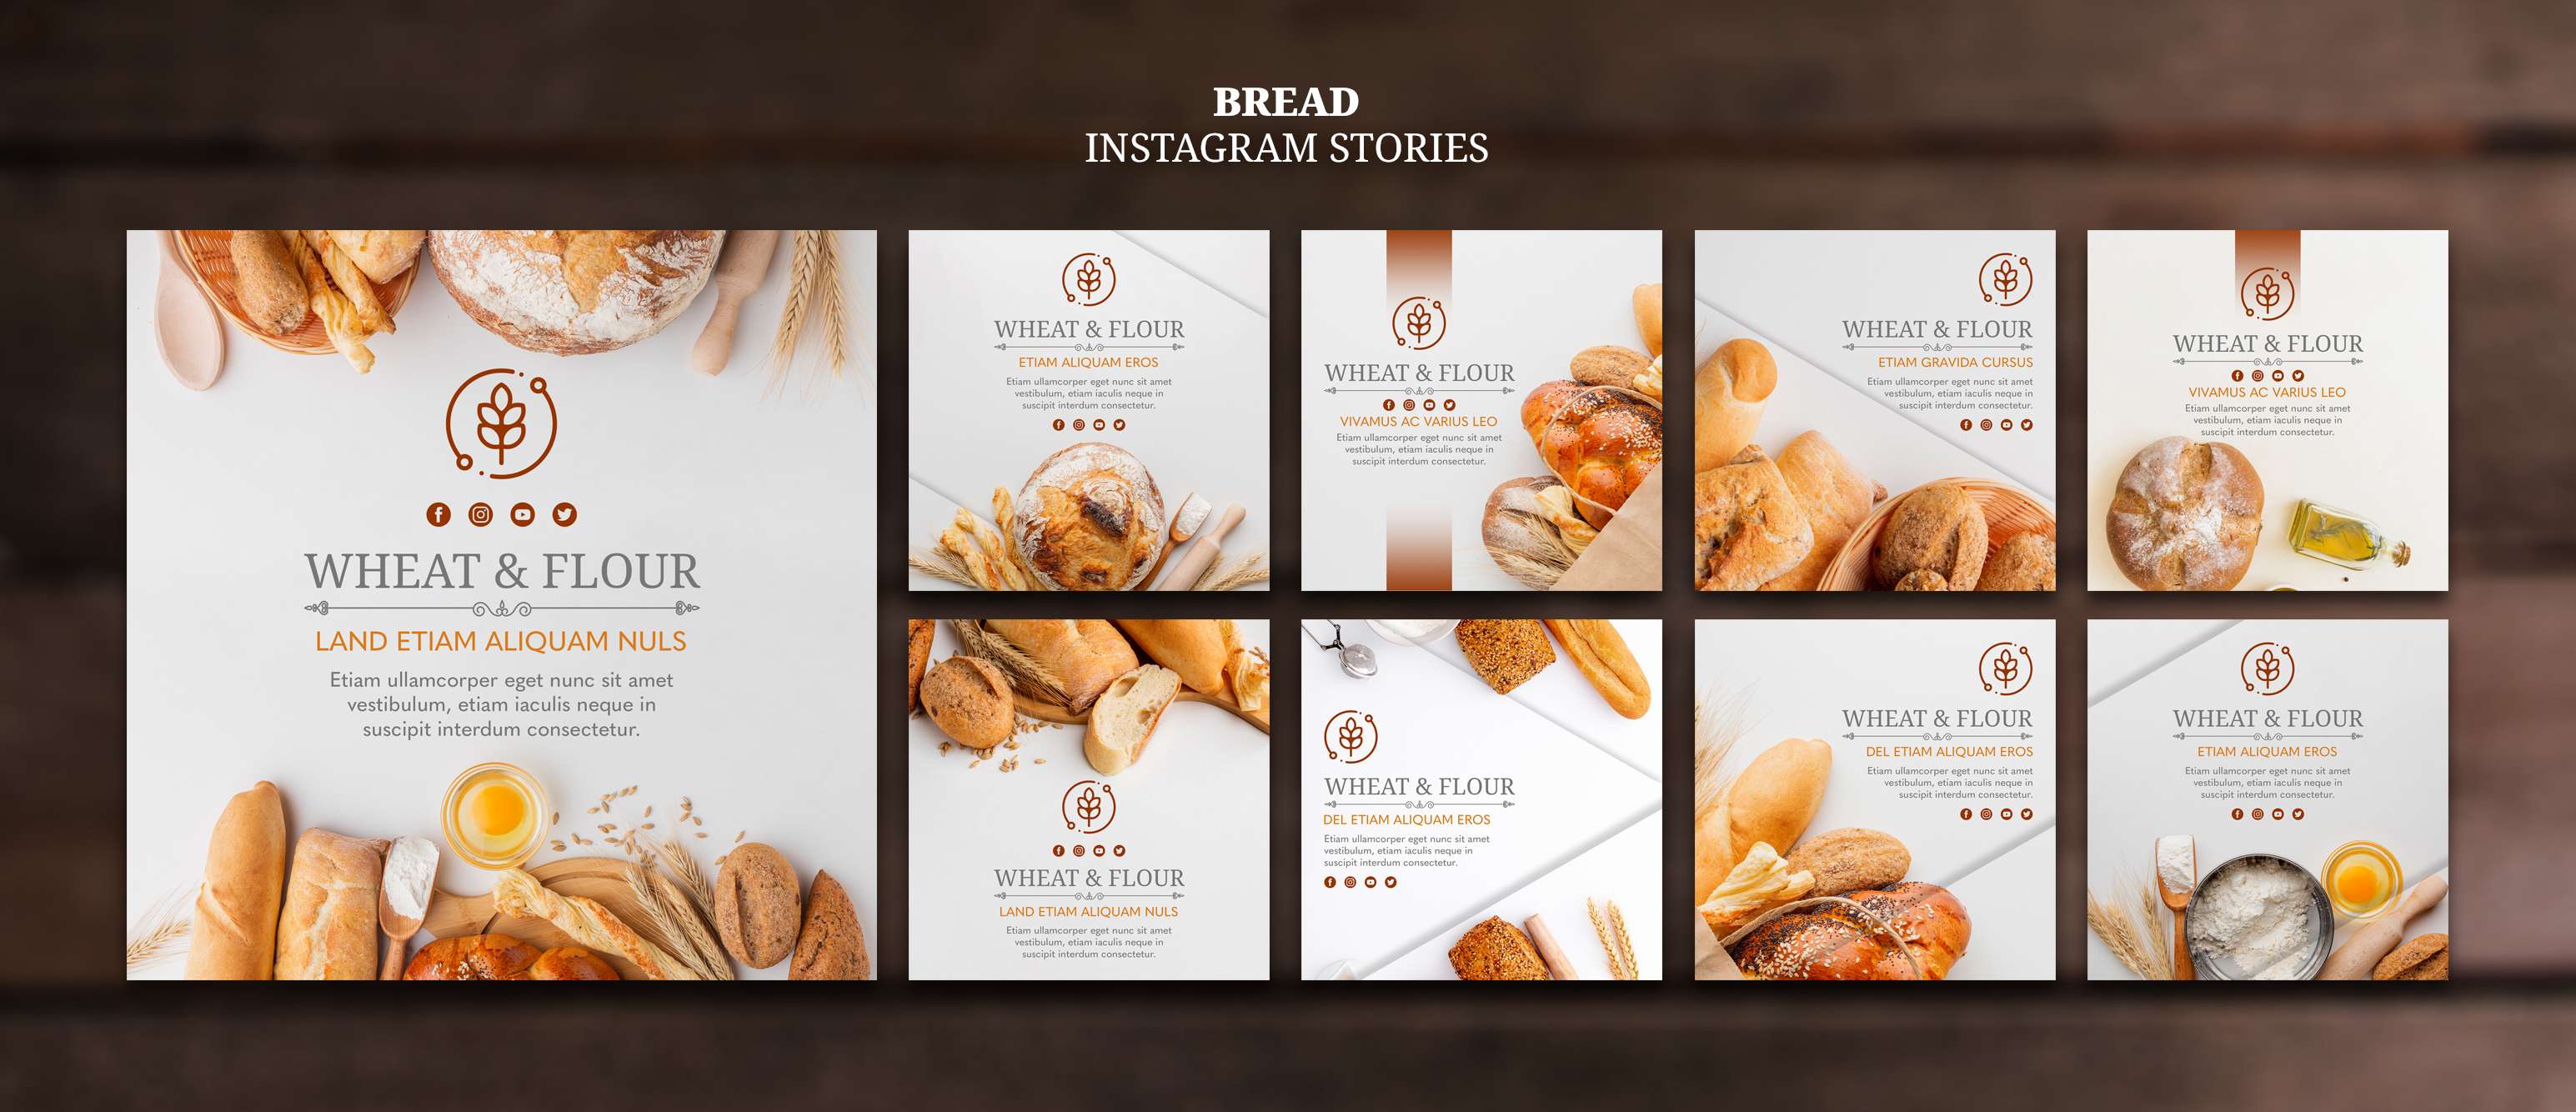 BREAD
INSTAGRAM STORIES
WHEAT & FLOUR
LAND ETIAM ALIQUAM NULS
Etiam ullamcorper eget nunc sit amet
vestibulum, etiam iaculis neque in
suscipit interdum consectetur.
WHEAT & FLOUR
ETIAM ALIQUAM EROS
Etiam ullamcorper eget nunc sit amet
vestibulum, etiam iaculis neque in
suscipit interdum consectetur.
WHEAT & FLOUR
VIVAMUS AC VARIUS LEO
Etiam ullamcorper eget nunc sit amet
vestibulum, etiam iaculis neque in
suscipit interdum consectetur.
WHEAT & FLOUR
ETIAM GRAVIDA CURSUS
Etiam ullamcorper eget nunc sit amet
vestibulum, etiam iaculis neque in
suscipit interdum consectetur.
WHEAT & FLOUR
VIVAMUS AC VARIUS LEO
Etiam ullamcorper eget nunc sit amet
vestibulum, etiam iaculis neque in
suscipit interdum consectetur.
WHEAT & FLOUR
LAND ETIAM ALIQUAM NULS
Etiam ullamcorper eget nunc sit amet
vestibulum, etiam iaculis neque in
suscipit interdum consectetur.
WHEAT & FLOUR
DEL ETIAM ALIQUAM EROS
Etiam ullamcorper eget nunc sit amet
vestibulum, etiam iaculis neque in
suscipit interdum consectetur.
WHEAT & FLOUR
DEL ETIAM ALIQUAM EROS
Etiam ullamcorper eget nunc sit amet
vestibulum, etiam iaculis neque in
suscipit interdum consectetur.
WHEAT & FLOUR
ETIAM ALIQUAM EROS
Etiam ullamcorper eget nunc sit amet
vestibulum, etiam iaculis neque in
suscipit interdum consectetur.